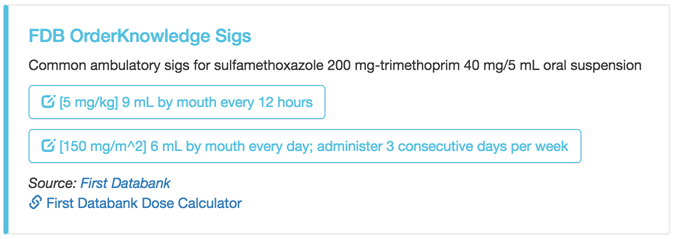 FDB OrderKnowledge Sigs
Common ambulatory sigs for sulfamethoxazole 200 mg-trimethoprim 40 mg/5 mL oral suspension
[5 mg/kg] 9 mL by mouth every 12 hours
[150 mg/m^2] 6 mL by mouth every day; administer 3 consecutive days per week
Source: First Databank
First Databank Dose Calculator